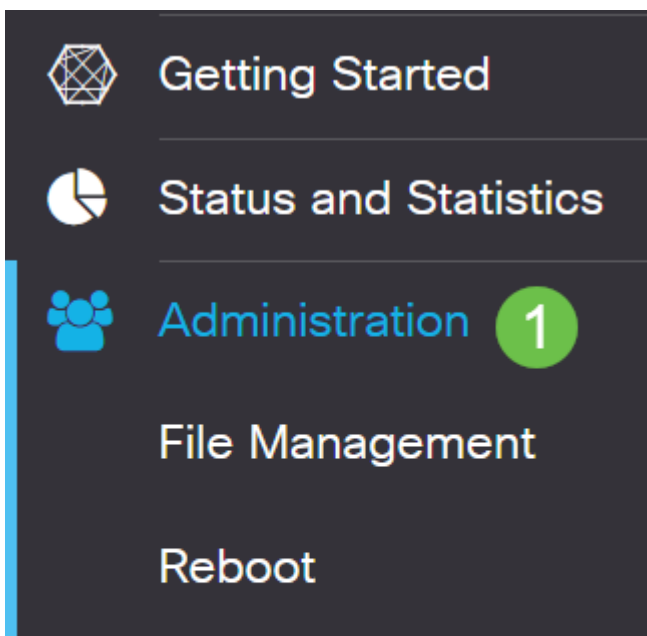 Getting Started
Status and Statistics
Administration 1
File Management
Reboot